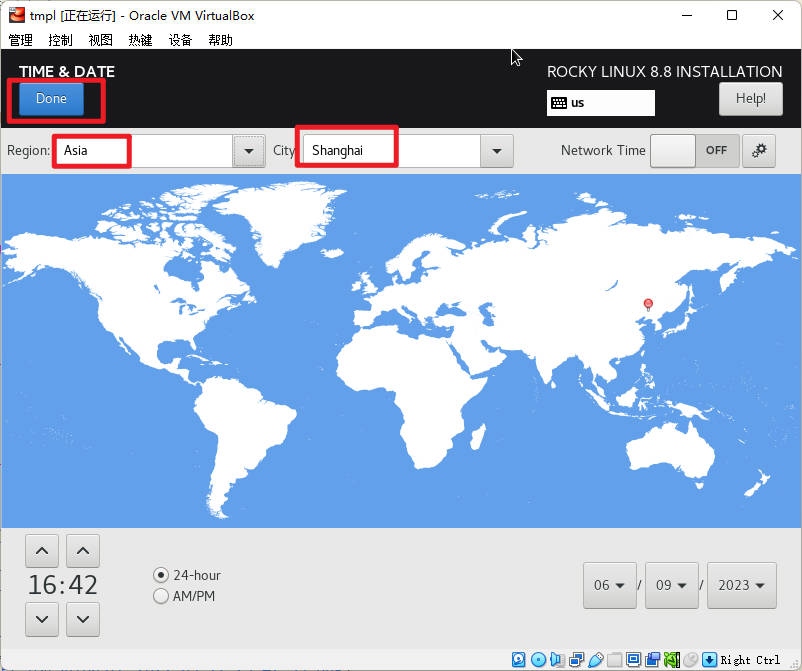 tmpl [正在运行] - Oracle VM VirtualBox
管理 控制 视图 热键 设备 帮助
TIME & DATE
ROCKY LINUX 8.8 INSTALLATION
Done
us
Help!
Region: Asia City Shanghai Network Time OFF
16:42
24-hour
AM/PM
06 / 09 / 2023
Right Ctrl